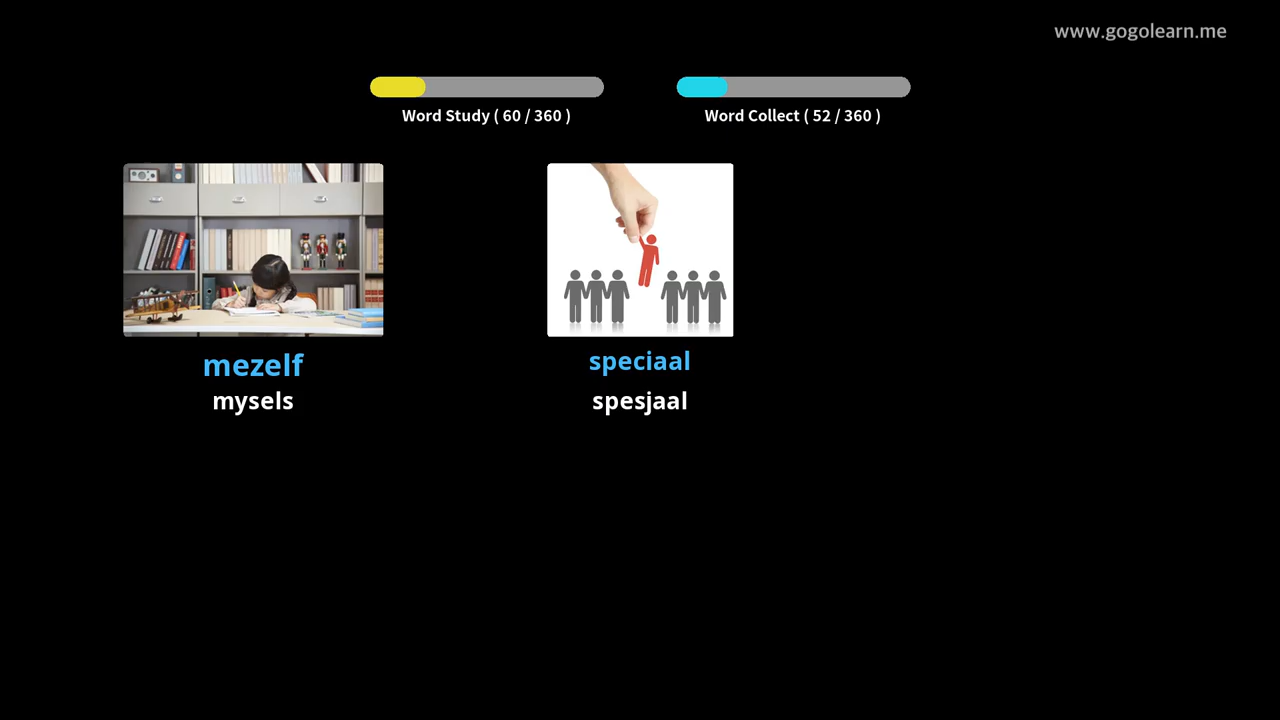 www.gogolearn.me
Word Study ( 60 / 360 )
Word Collect ( 52 / 360 )
mezelf
mysels
speciaal
spesjaal